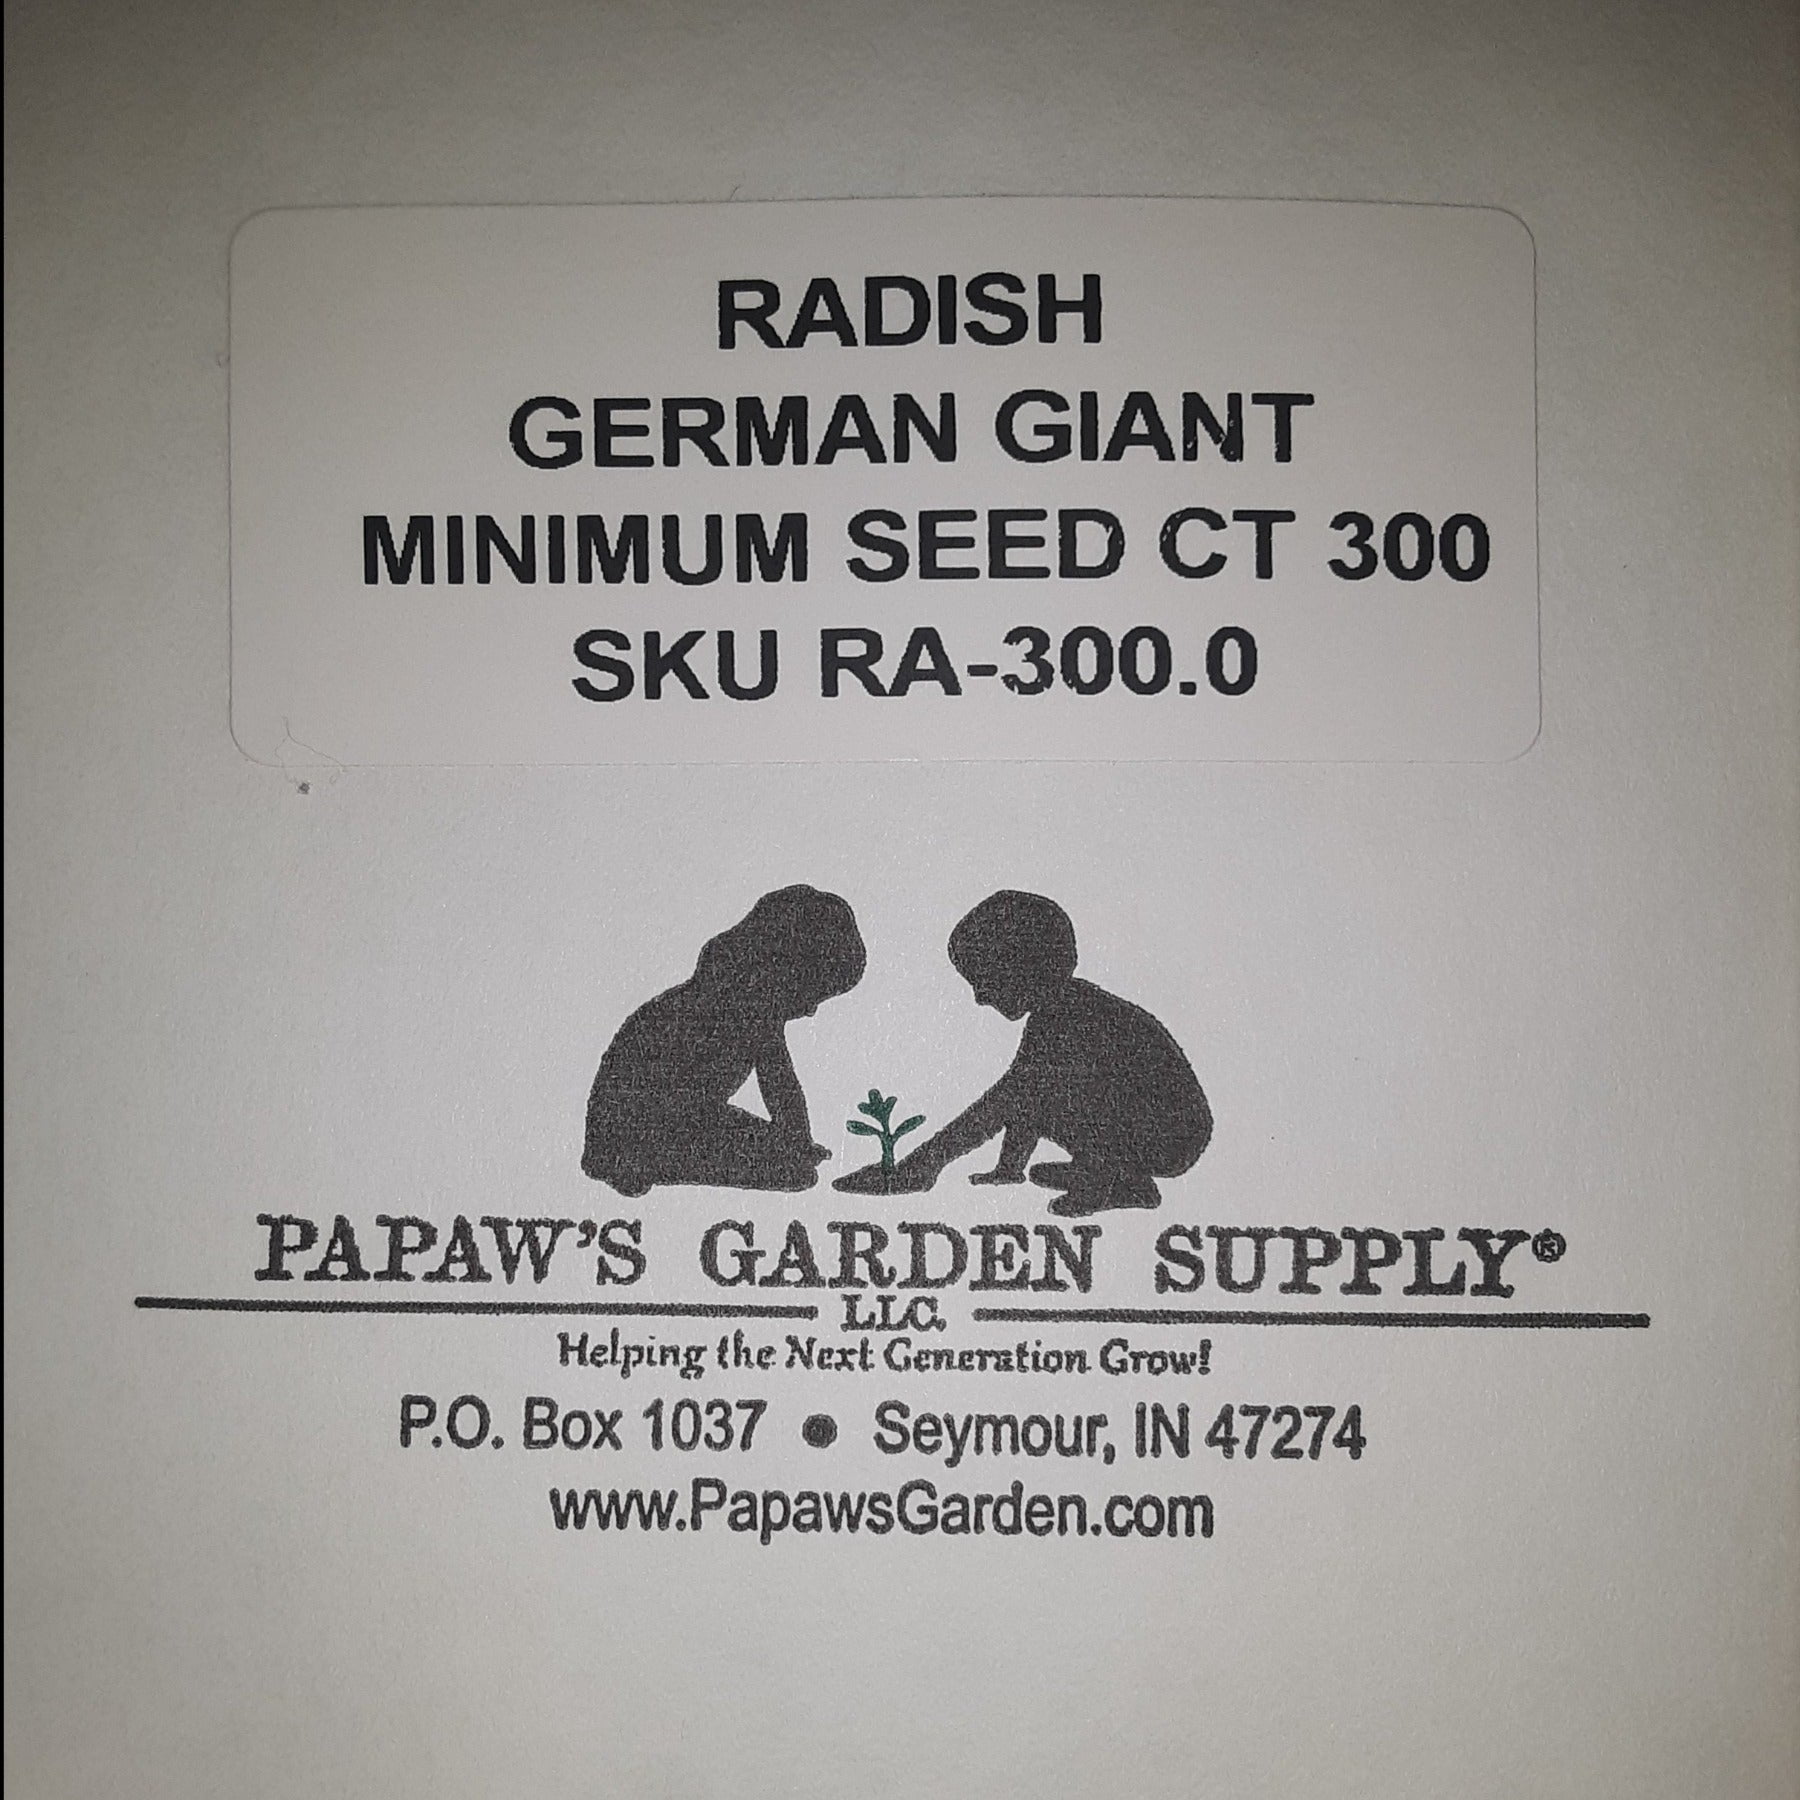 RADISH
GERMAN GIANT
MINIMUM SEED CT 300
SKU RA-300.0
PAPAW'S GARDEN SUPPLY®
LLC.
Helping the Next Generation Grow!
P.O. Box 1037 ● Seymour, IN 47274
www.PapawsGarden.com